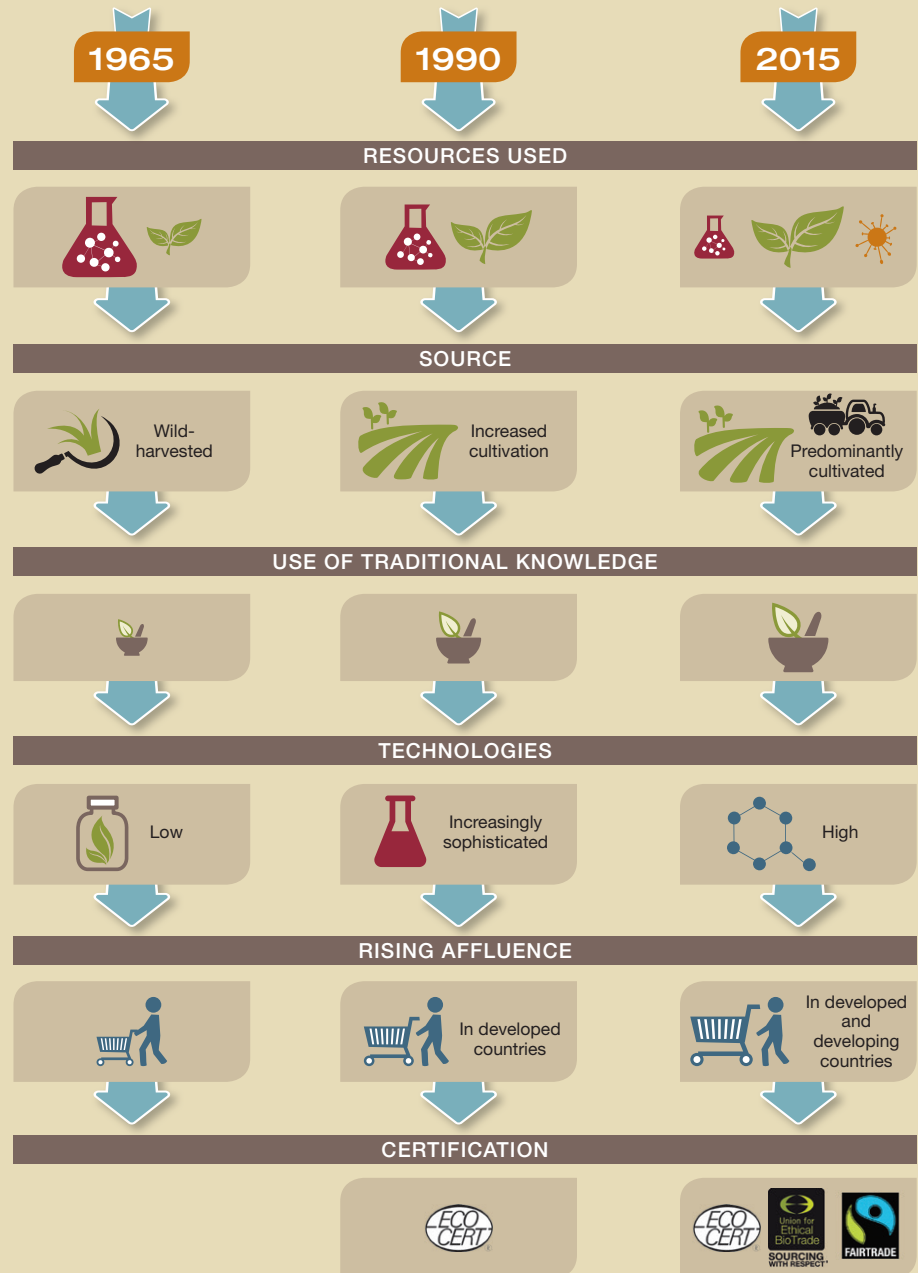 1965
1990
2015
RESOURCES USED
SOURCE
Wild-
harvested
Increased
cultivation
Predominantly
cultivated
USE OF TRADITIONAL KNOWLEDGE
TECHNOLOGIES
Low
Increasingly
sophisticated
High
RISING AFFLUENCE
In developed
countries
In developed
and
developing
countries
CERTIFICATION
ECO
CERT
®
ECO
CERT
®
Union for
Ethical
BioTrade
SOURCING
WITH RESPECT
FAIRTRADE